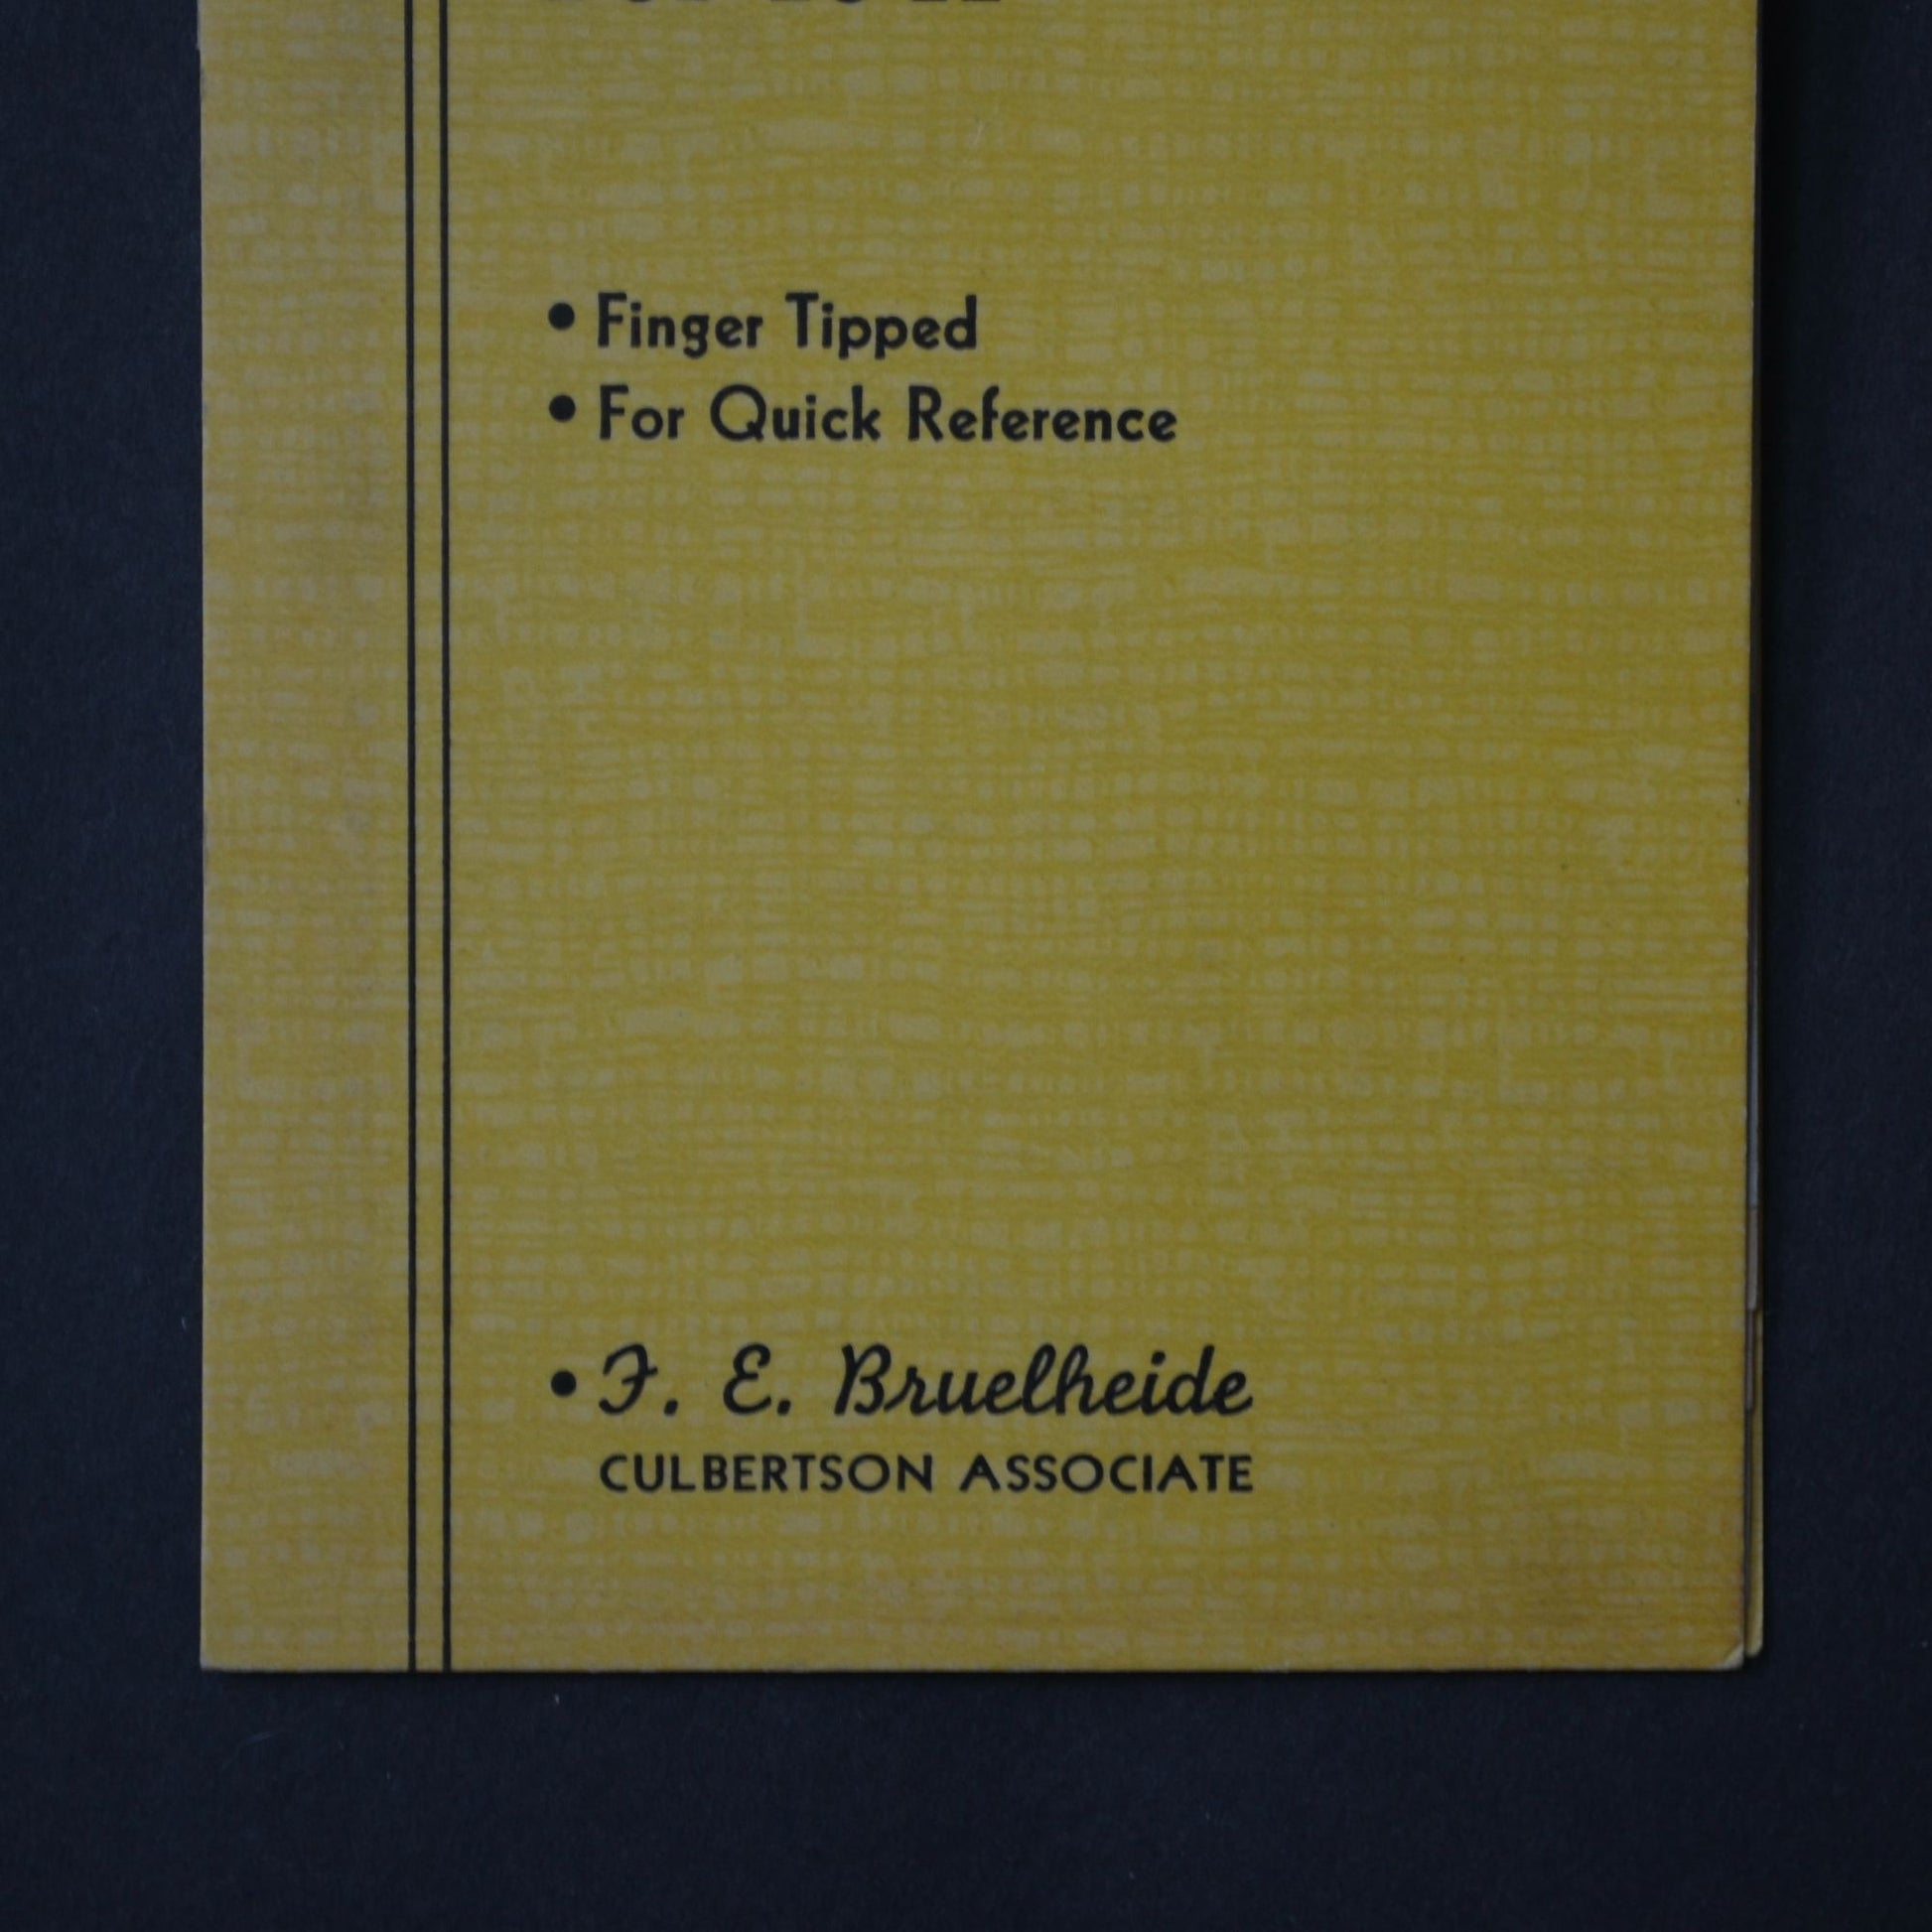 • Finger Tipped
• For Quick Reference
• F. E. Bruelheide
CULBERTSON ASSOCIATE